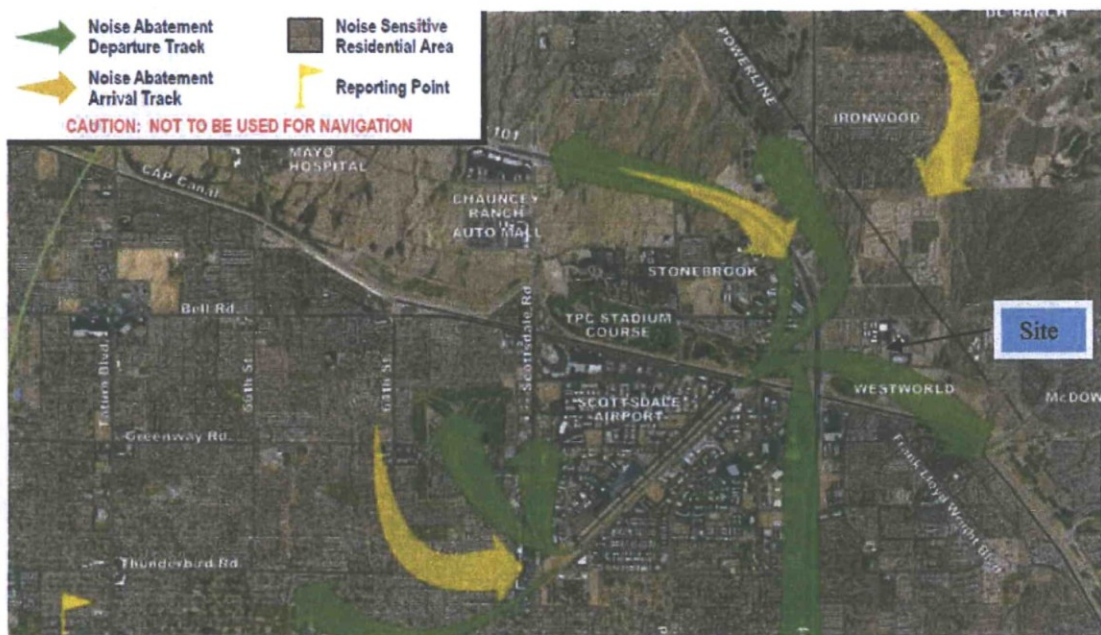 Noise Abatement
Departure Track
Noise Sensitive
Residential Area
Noise Abatement
Arrival Track
Reporting Point
CAUTION: NOT TO BE USED FOR NAVIGATION
DC RANCH
POWERLINE
IRONWOOD
101
MAYO
HOSPITAL
CAP Canal
CHAUNCEY
RANCH
AUTO MALL
STONEBROOK
Bell Rd.
TPC STADIUM
COURSE
Site
Tatum Blvd.
56th St.
64th St.
Scottsdale Rd
SCOTTSDALE
AIRPORT
WESTWORLD
McDOW
Greenway Rd.
Frank Lloyd Wright Blvd
Thunderbird Rd.